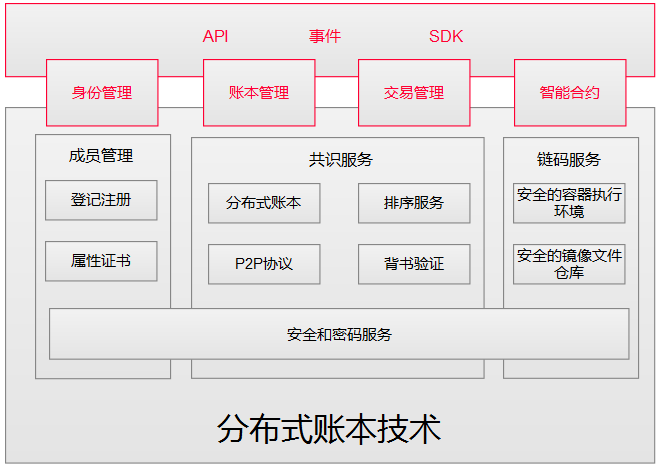 API 事件 SDK
身份管理 账本管理 交易管理 智能合约
成员管理 共识服务 链码服务
登记注册 分布式账本 排序服务 安全的容器执行
环境
属性证书 P2P协议 背书验证 安全的镜像文件
仓库
安全和密码服务
分布式账本技术